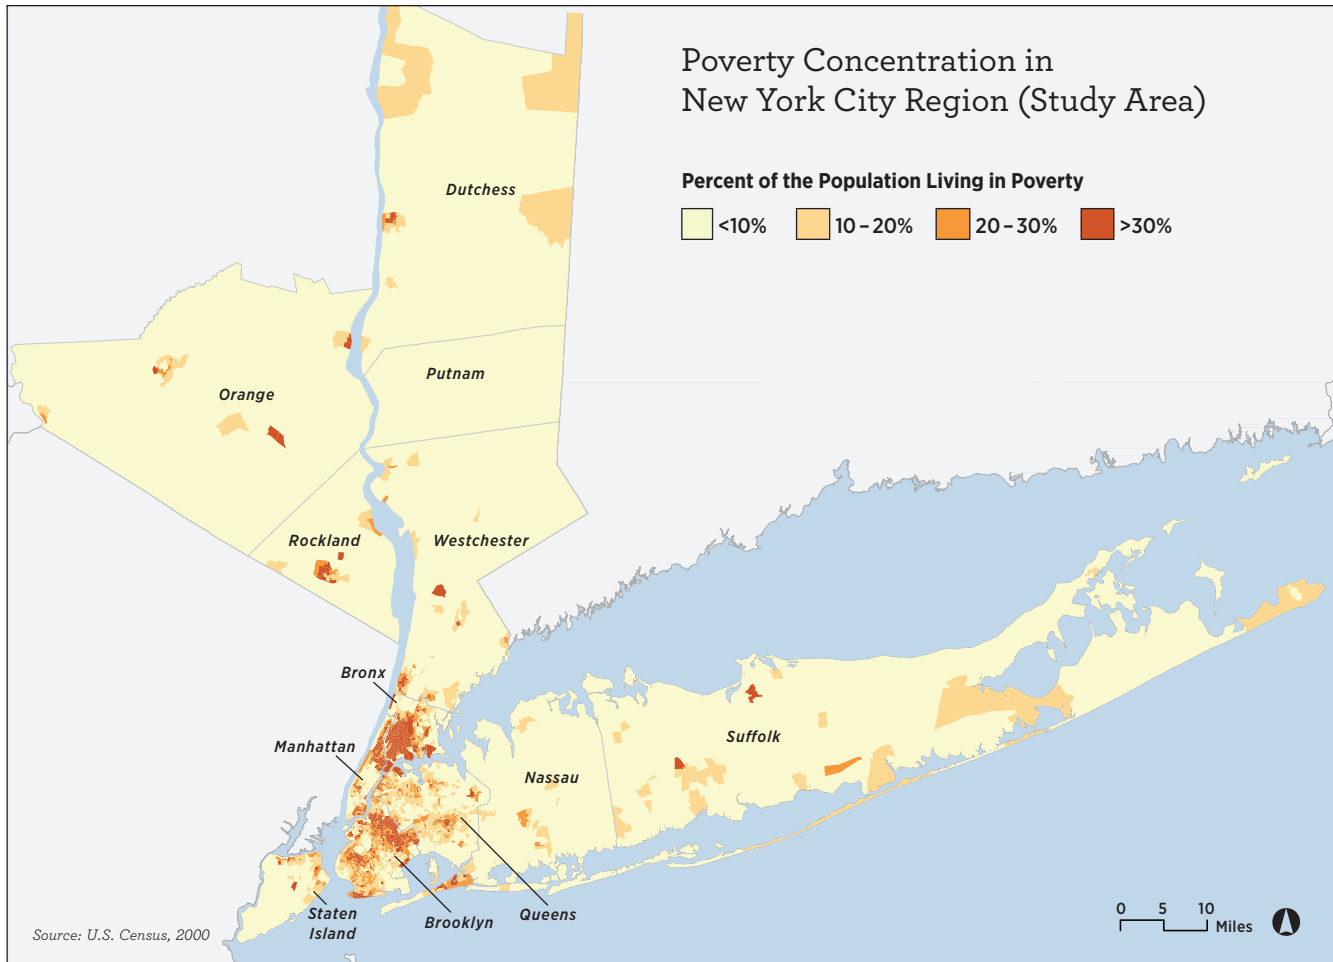 Poverty Concentration in
New York City Region (Study Area)
Percent of the Population Living in Poverty
<10%
10–20%
20–30%
>30%
Dutchess
Putnam
Orange
Rockland
Westchester
Bronx
Manhattan
Suffolk
Nassau
Staten
Island
Brooklyn
Queens
0 5 10
Miles
Source: U.S. Census, 2000